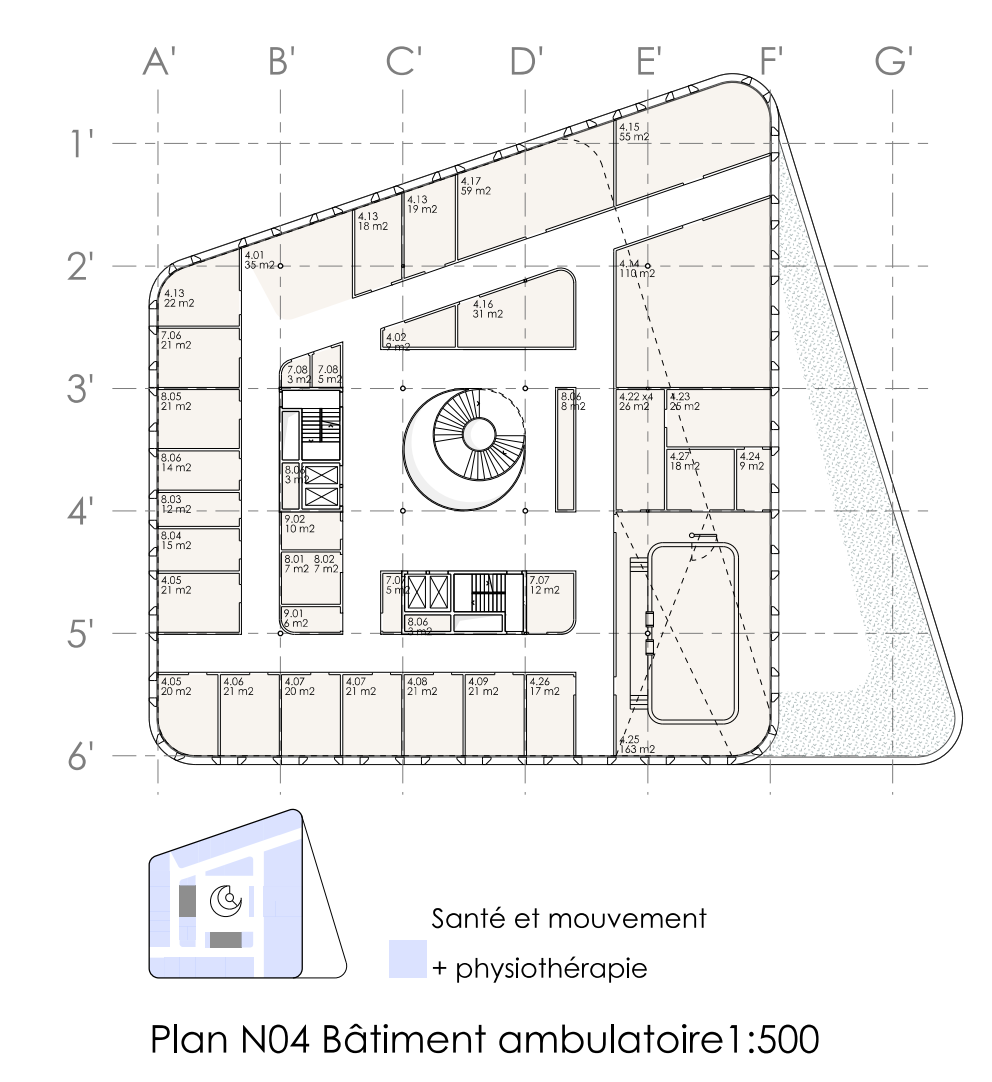 A' B' C' D' E' F' G'
1'
2'
3'
4'
5'
6'
4.15
55 m2
4.17
59 m2
4.13
19 m2
4.13
18 m2
4.01
35 m2
4.14
110 m2
4.13
22 m2
4.16
31 m2
4.02
9 m2
7.06
21 m2
7.08
3 m2
7.08
5 m2
8.05
21 m2
8.06
8 m2
4.22 x4
26 m2
4.23
26 m2
8.06
14 m2
8.06
3 m2
4.27
18 m2
4.24
9 m2
8.03
12 m2
9.02
10 m2
8.04
15 m2
8.01
7 m2
8.02
7 m2
4.05
21 m2
7.07
5 m2
7.07
12 m2
9.01
6 m2
8.06
3 m2
4.05
20 m2
4.06
21 m2
4.07
20 m2
4.07
21 m2
4.08
21 m2
4.09
21 m2
4.26
17 m2
4.25
163 m2
Santé et mouvement
+ physiothérapie
Plan N04 Bâtiment ambulatoire1:500